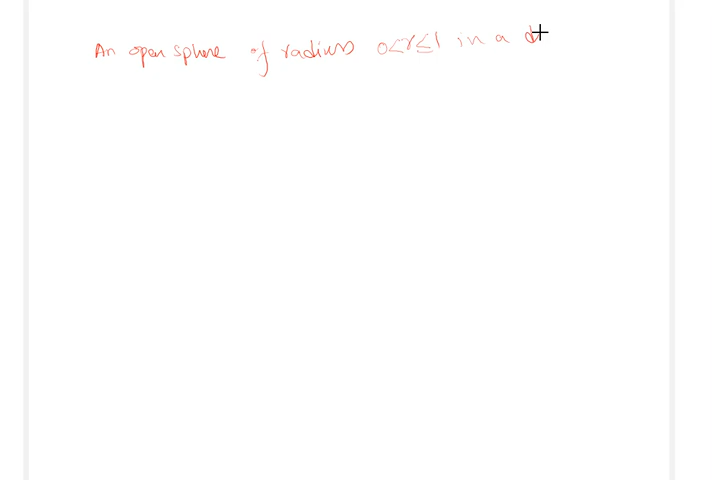 An open sphere of radius 0<r≤1 in a d